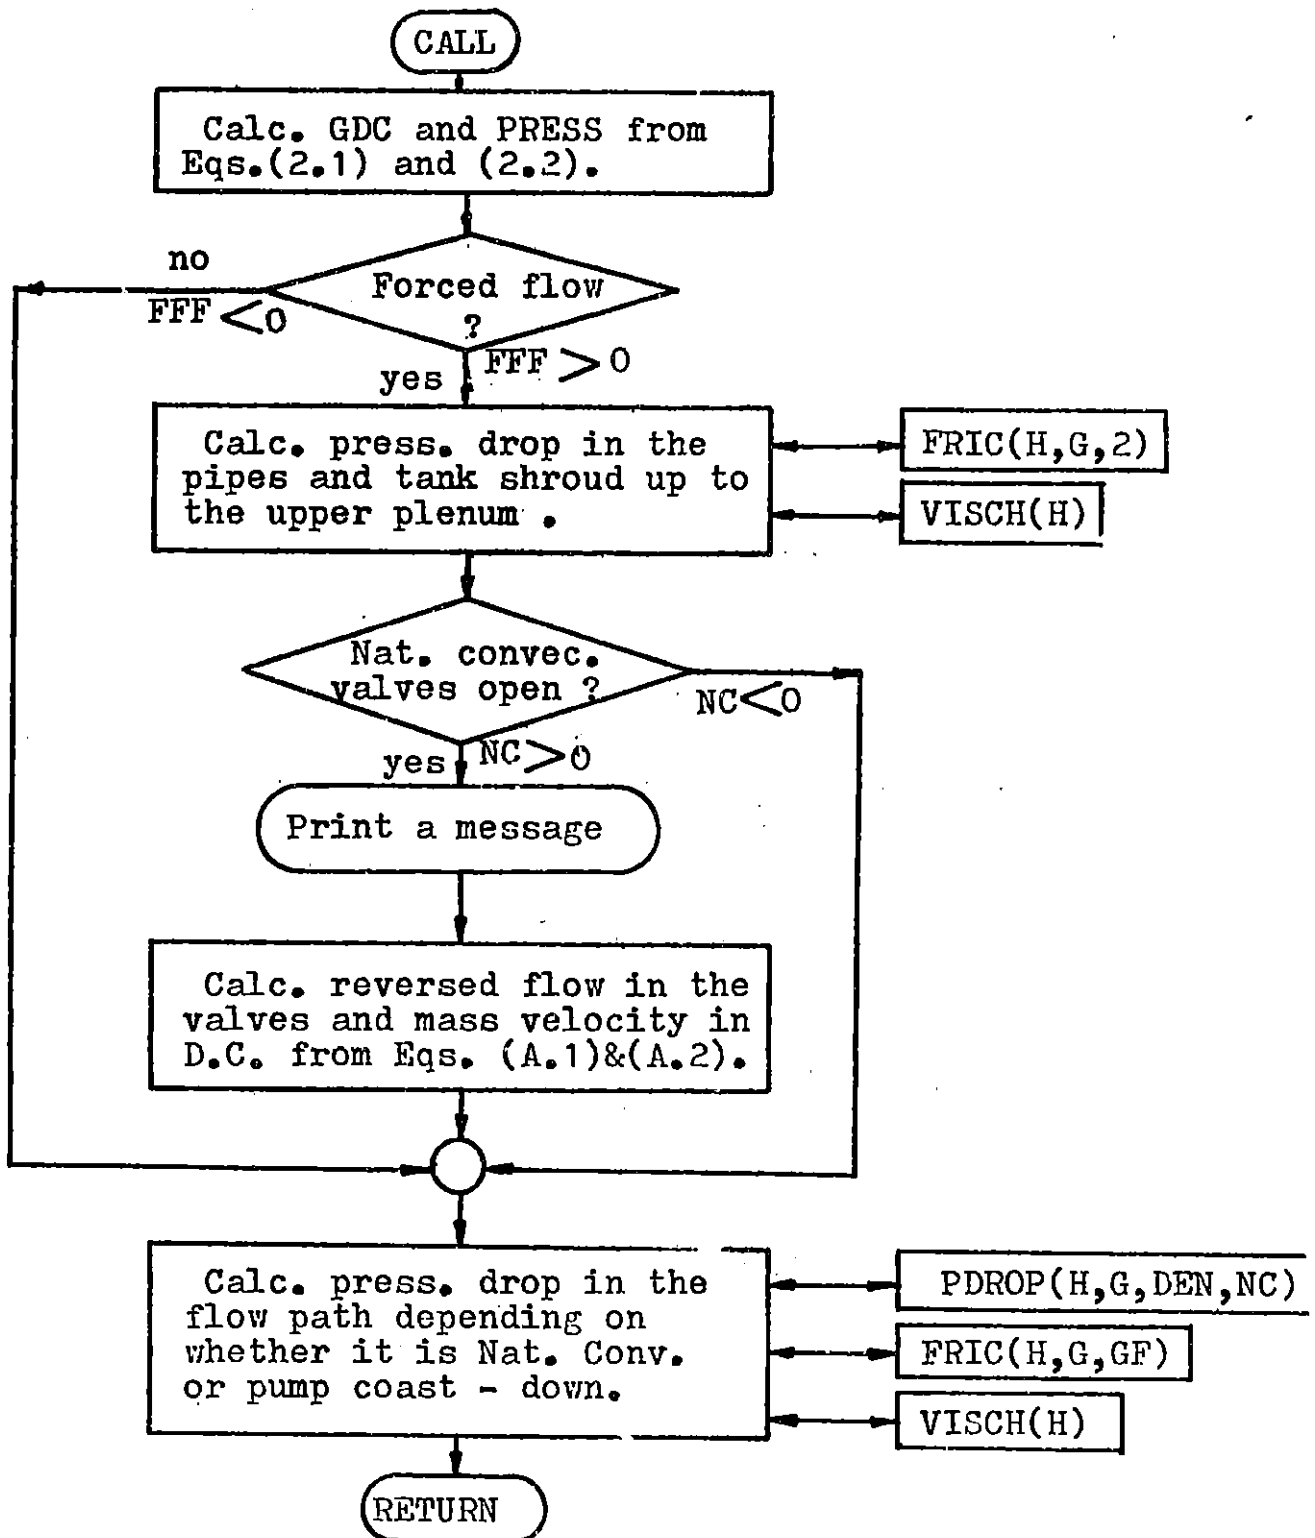 CALL
Calc. GDC and PRESS from
Eqs.(2.1) and (2.2).
no
FFF <0
Forced flow
?
yes
FFF >0
Calc. press. drop in the
pipes and tank shroud up to
the upper plenum .
FRIC(H,G,2)
VISCH(H)
Nat. convec.
valves open ?
NC<0
yes
NC>0
Print a message
Calc. reversed flow in the
valves and mass velocity in
D.C. from Eqs. (A.1)&(A.2).
Calc. press. drop in the
flow path depending on
whether it is Nat. Conv.
or pump coast - down.
PDROP(H,G,DEN,NC)
FRIC(H,G,GF)
VISCH(H)
RETURN